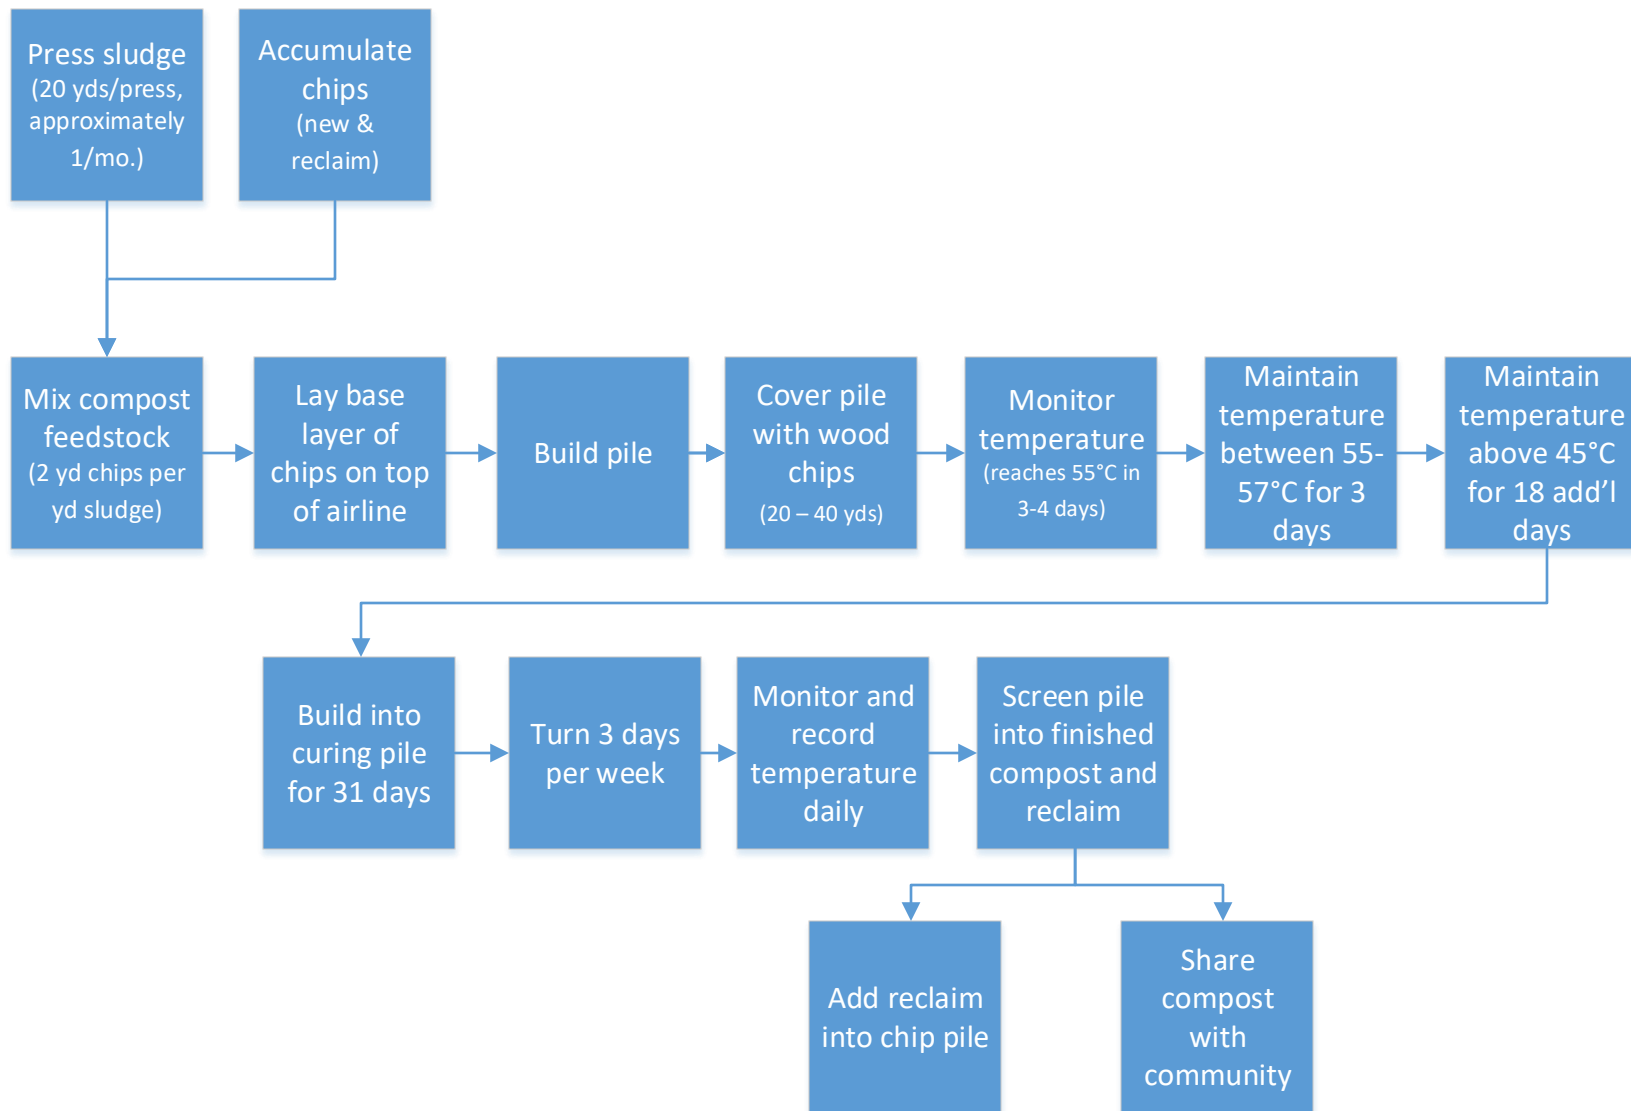 Press sludge
(20 yds/press,
approximately
1/mo.)
Accumulate
chips
(new &
reclaim)
Mix compost
feedstock
(2 yd chips per
yd sludge)
Lay base
layer of
chips on top
of airline
Build pile
Cover pile
with wood
chips
(20 – 40 yds)
Monitor
temperature
(reaches 55°C in
3-4 days)
Maintain
temperature
between 55-
57°C for 3
days
Maintain
temperature
above 45°C
for 18 add’l
days
Build into
curing pile
for 31 days
Turn 3 days
per week
Monitor and
record
temperature
daily
Screen pile
into finished
compost and
reclaim
Add reclaim
into chip pile
Share
compost
with
community